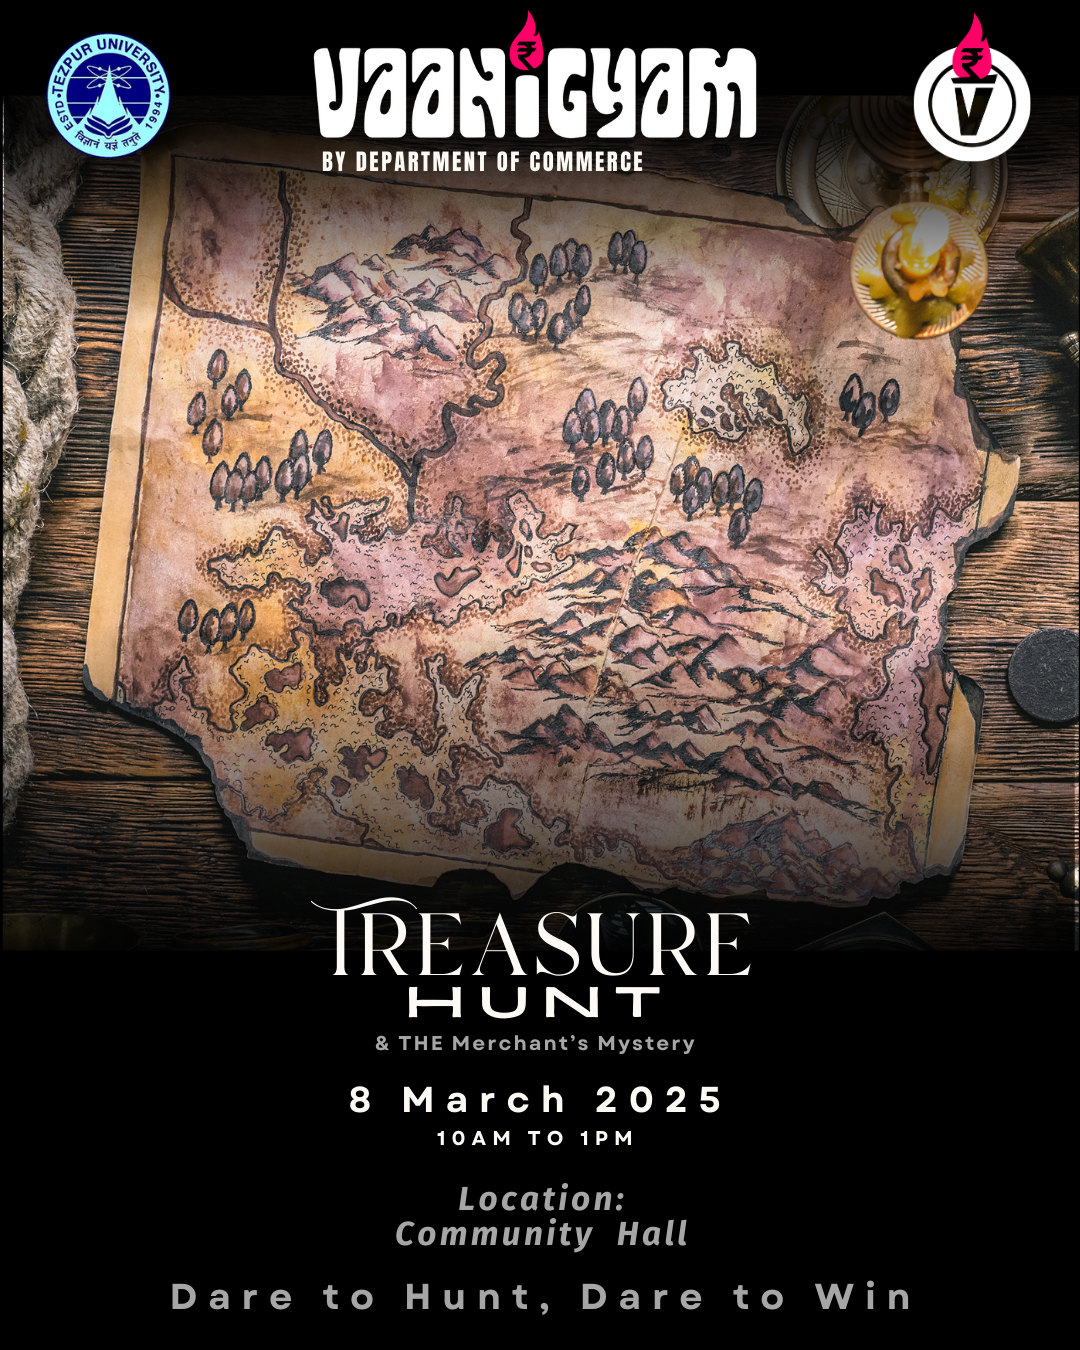 TEZPUR UNIVERSITY
ESTD 1994
विज्ञानं यज्ञं तनुते
VAANIGYAM
BY DEPARTMENT OF COMMERCE
₹
V
TREASURE
HUNT
& THE Merchant’s Mystery
8 March 2025
10AM TO 1PM
Location:
Community Hall
Dare to Hunt, Dare to Win